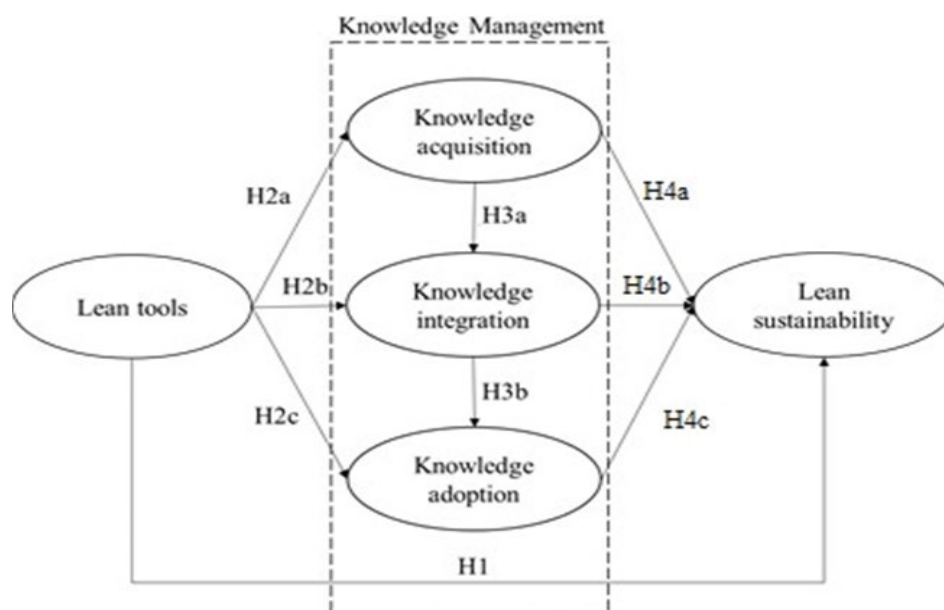 Knowledge Management
Knowledge
acquisition
H2a
H3a
H4a
Lean tools
H2b
Knowledge
integration
H4b
Lean
sustainability
H2c
H3b
H4c
Knowledge
adoption
H1